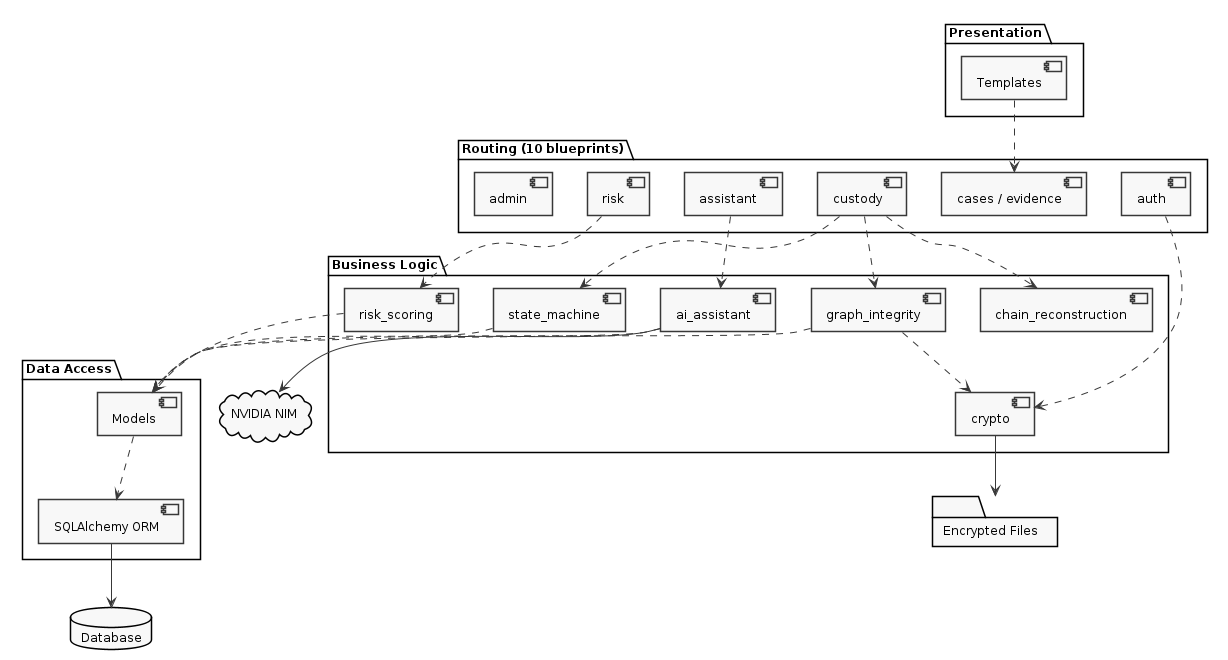 Presentation
Templates
Routing (10 blueprints)
admin
risk
assistant
custody
cases / evidence
auth
Business Logic
risk_scoring
state_machine
ai_assistant
graph_integrity
chain_reconstruction
Data Access
Models
NVIDIA NIM
crypto
SQLAlchemy ORM
Encrypted Files
Database